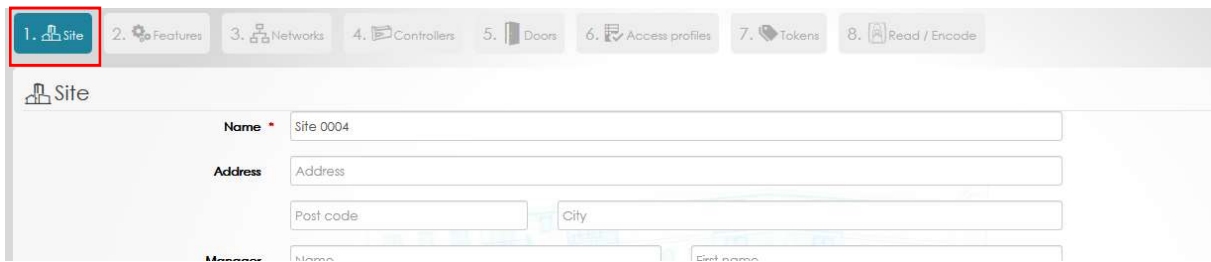 1. Site 2. Features 3. Networks 4. Controllers 5. Doors 6. Access profiles 7. Tokens 8. Read / Encode
Site
Name * Site 0004
Address Address
Post code City
Manager Name First name